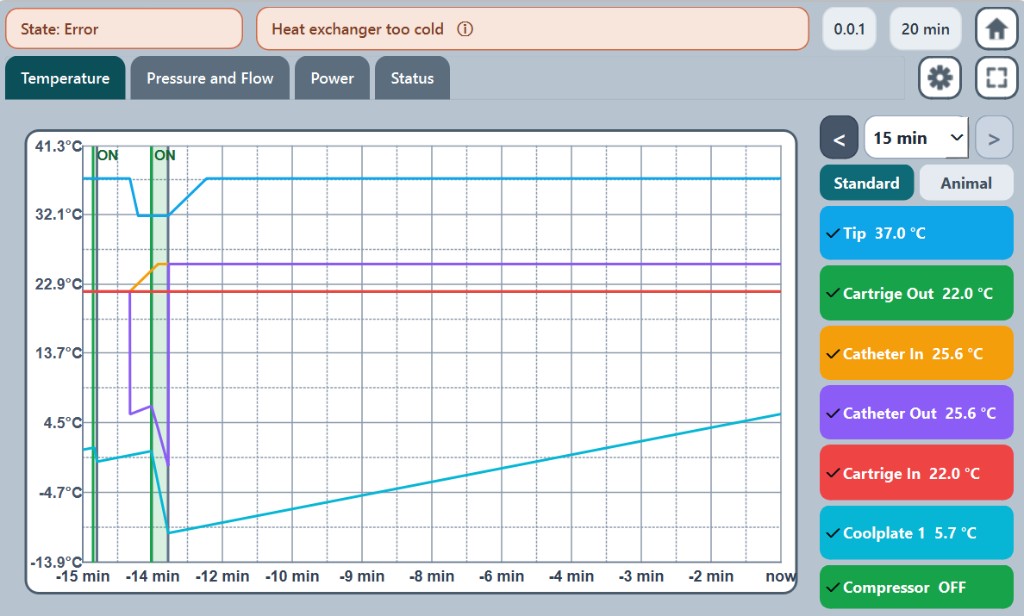 State: Error
Heat exchanger too cold
0.0.1
20 min
Temperature
Pressure and Flow
Power
Status
<
15 min
>
Standard
Animal
41.3°C
32.1°C
22.9°C
13.7°C
4.5°C
-4.7°C
-13.9°C
ON
ON
-15 min
-14 min
-12 min
-10 min
-9 min
-8 min
-6 min
-4 min
-3 min
-2 min
now
Tip 37.0 °C
Cartrige Out 22.0 °C
Catheter In 25.6 °C
Catheter Out 25.6 °C
Cartrige In 22.0 °C
Coolplate 1 5.7 °C
Compressor OFF